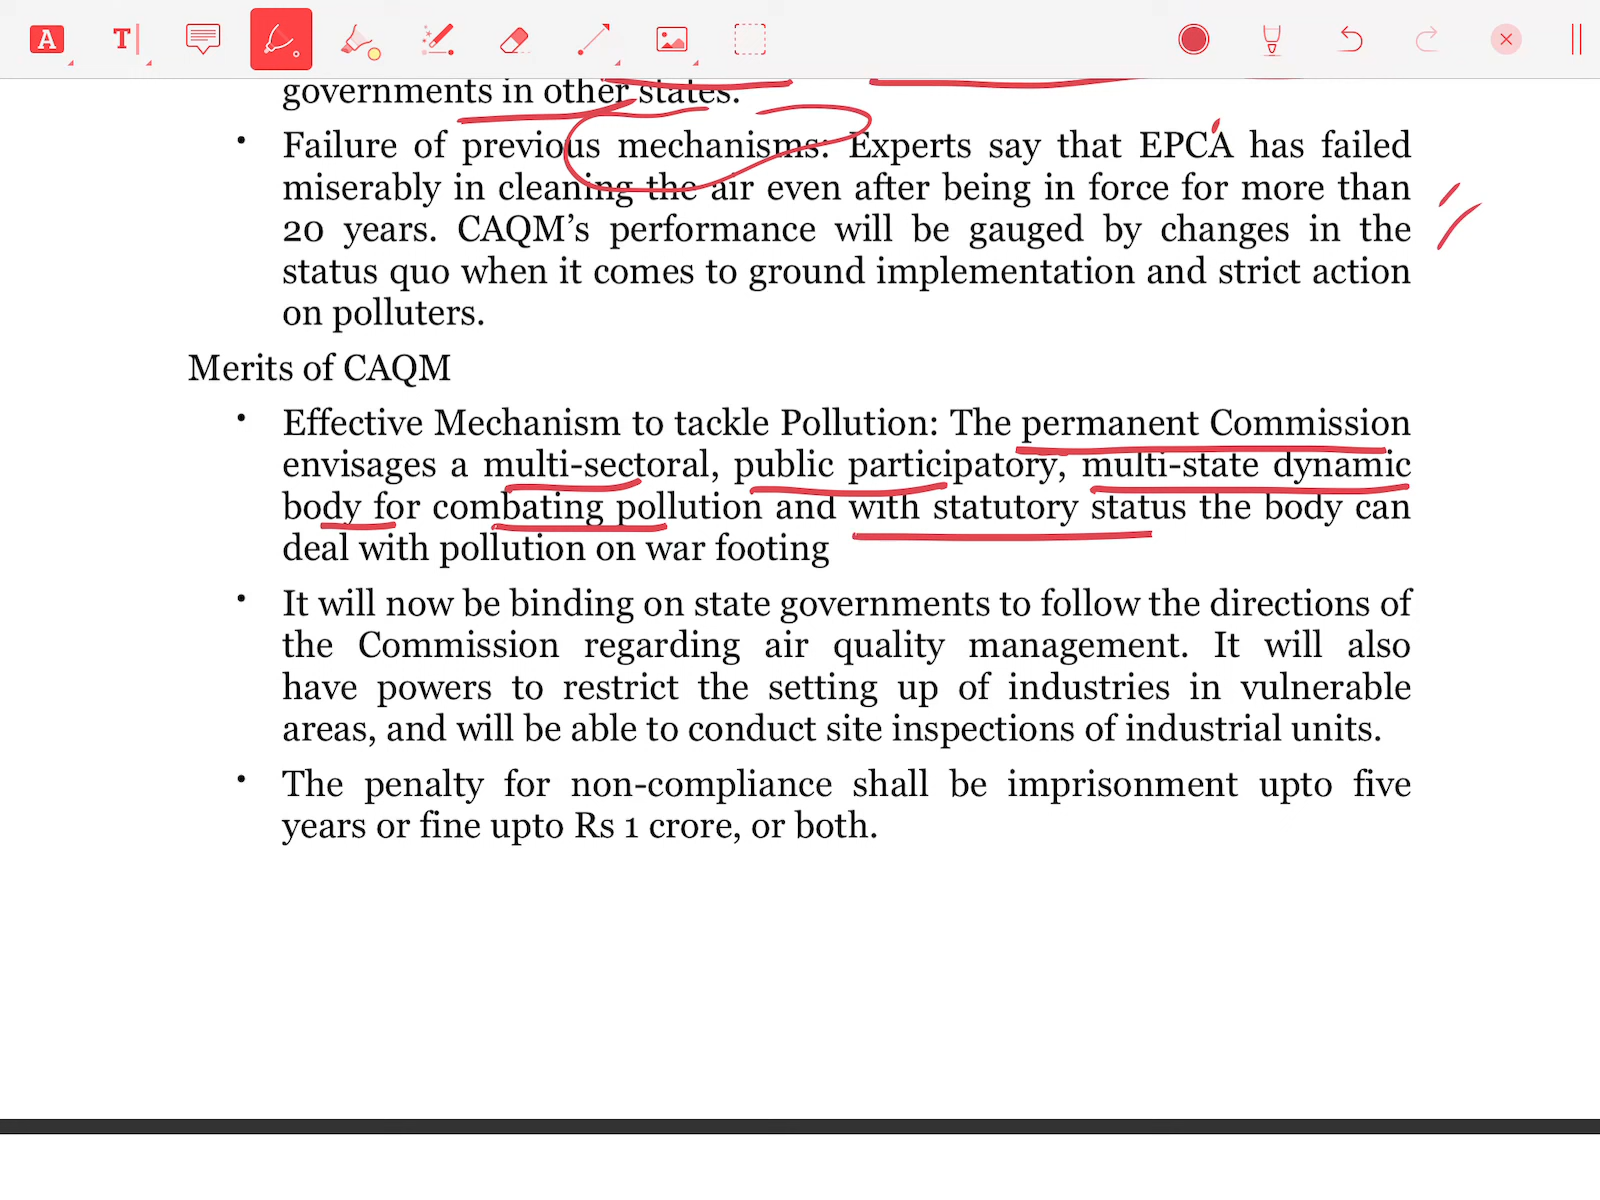 A
T
governments in other states.
• Failure of previous mechanisms: Experts say that EPCA has failed
miserably in cleaning the air even after being in force for more than
20 years. CAQM’s performance will be gauged by changes in the
status quo when it comes to ground implementation and strict action
on polluters.
Merits of CAQM
• Effective Mechanism to tackle Pollution: The permanent Commission
envisages a multi-sectoral, public participatory, multi-state dynamic
body for combating pollution and with statutory status the body can
deal with pollution on war footing
• It will now be binding on state governments to follow the directions of
the Commission regarding air quality management. It will also
have powers to restrict the setting up of industries in vulnerable
areas, and will be able to conduct site inspections of industrial units.
• The penalty for non-compliance shall be imprisonment upto five
years or fine upto Rs 1 crore, or both.